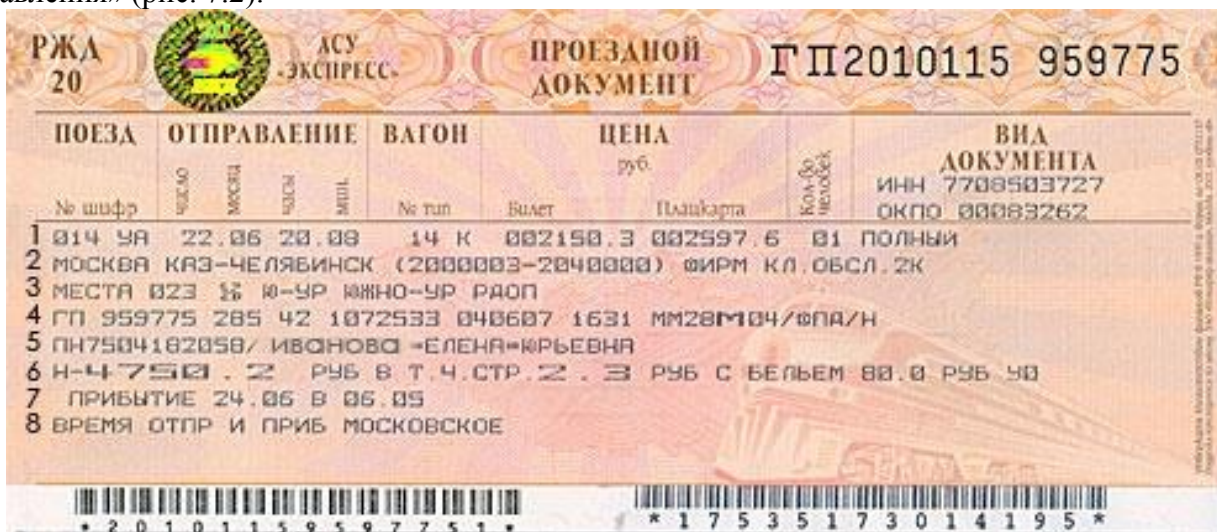 авления» (рис. 7.2).
РЖД АСУ ПРОЕЗДНОЙ ГП2010115 959775
20 «ЭКСПРЕСС» ДОКУМЕНТ
ПОЕЗД ОТПРАВЛЕНИЕ ВАГОН ЦЕНА ВИД
руб. ДОКУМЕНТА
число месяц часы мин. Кол-во человек ИНН 7708503727
№ шифр № тип Билет Плацкарта ОКПО 00083262
1 014 УА 22.06 20.08 14 К 002150.3 002597.6 01 ПОЛНЫЙ
2 МОСКВА КАЗ-ЧЕЛЯБИНСК (2000003-2040000) ФИРМ КЛ.ОБСЛ.2К
3 МЕСТА 023 Ю-УР ЮЖНО-УР РАОП
4 ГП 959775 285 42 1072533 040607 1631 ММ28М04/ФПА/Н
5 ПН7504182058/ ИВАНОВА =ЕЛЕНА=ЮРЬЕВНА
6 Н-4750.2 РУБ В Т.Ч.СТР.2.3 РУБ С БЕЛЬЕМ 80.0 РУБ У0
7 ПРИБЫТИЕ 24.06 В 06.05
8 ВРЕМЯ ОТПР И ПРИБ МОСКОВСКОЕ
* 2 0 1 0 1 1 5 9 5 9 7 7 5 1 * * 1 7 5 3 5 1 7 3 0 1 4 1 9 5 *